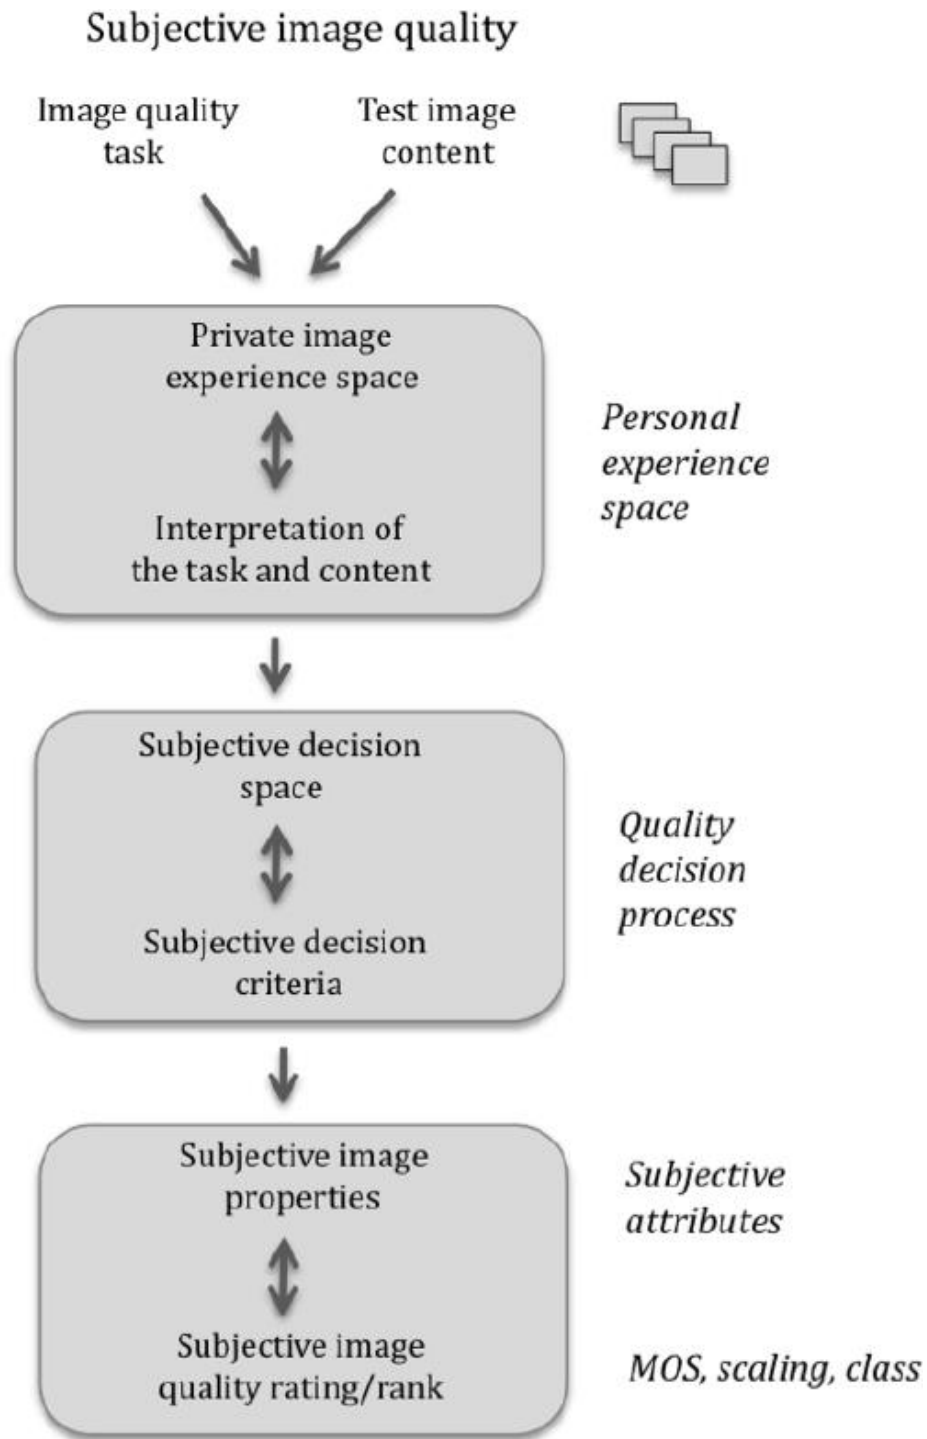 Subjective image quality
Image quality
task
Test image
content
Private image
experience space
Interpretation of
the task and content
Personal
experience
space
Subjective decision
space
Subjective decision
criteria
Quality
decision
process
Subjective image
properties
Subjective image
quality rating/rank
Subjective
attributes
MOS, scaling, class